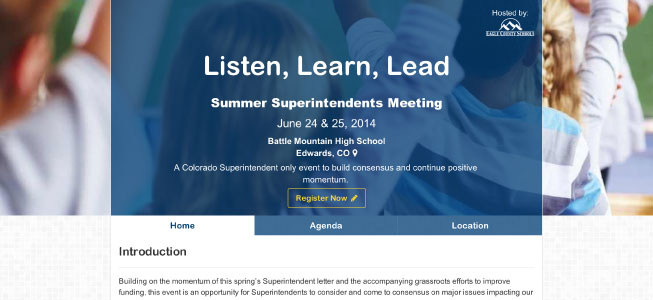 Hosted by:
EAGLE COUNTY SCHOOLS
Listen, Learn, Lead
Summer Superintendents Meeting
June 24 & 25, 2014
Battle Mountain High School
Edwards, CO
A Colorado Superintendent only event to build consensus and continue positive
momentum.
Register Now
Home Agenda Location
Introduction
Building on the momentum of this spring's Superintendent letter and the accompanying grassroots efforts to improve
funding, this event is an opportunity for Superintendents to consider and come to consensus on major issues impacting our